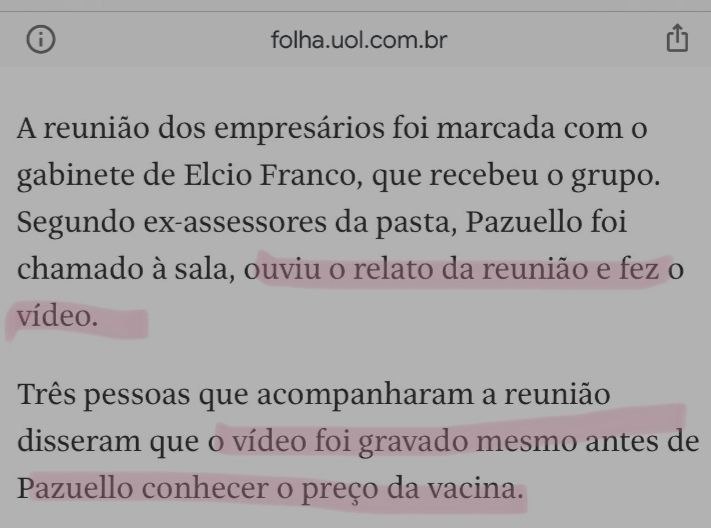 folha.uol.com.br
A reunião dos empresários foi marcada com o
gabinete de Elcio Franco, que recebeu o grupo.
Segundo ex-assessores da pasta, Pazuello foi
chamado à sala, ouviu o relato da reunião e fez o
vídeo.
Três pessoas que acompanharam a reunião
disseram que o vídeo foi gravado mesmo antes de
Pazuello conhecer o preço da vacina.